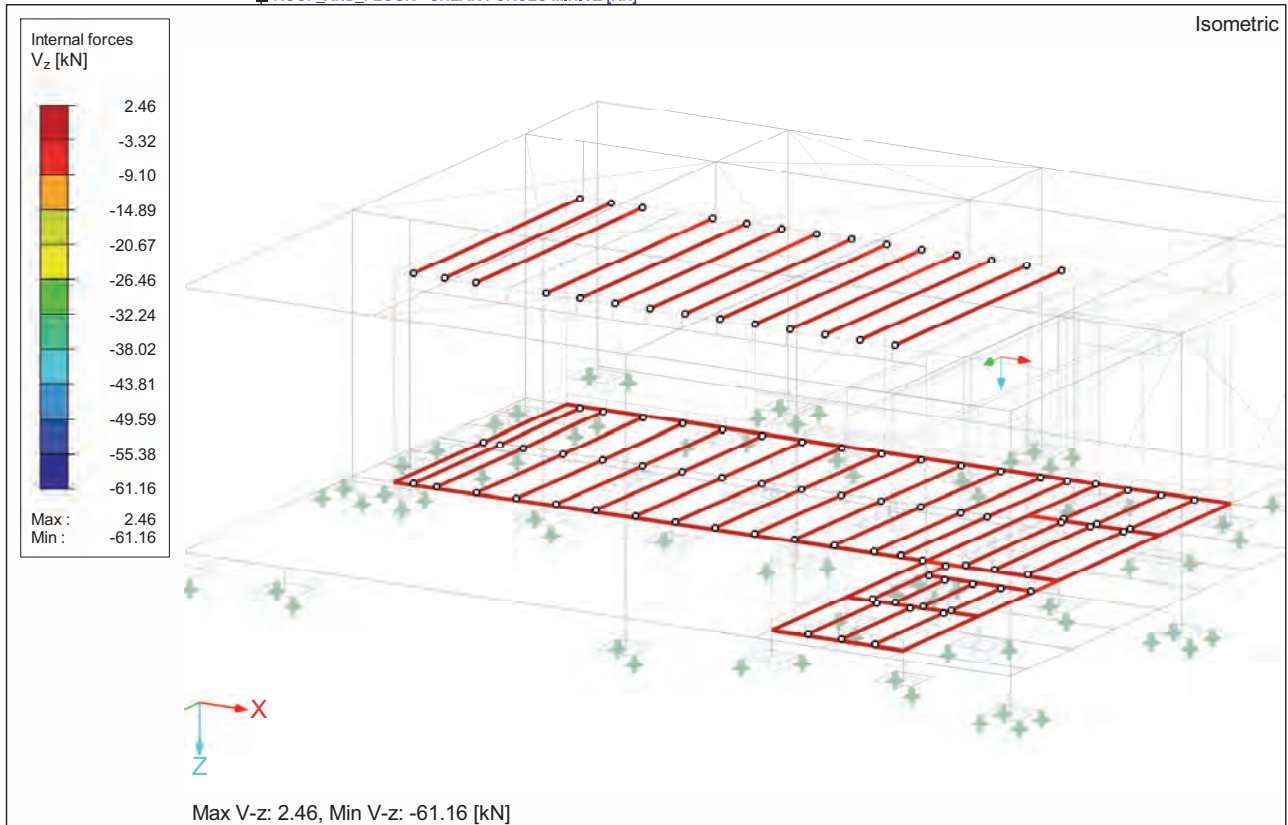 Isometric
Internal forces
Vz [kN]
2.46
-3.32
-9.10
-14.89
-20.67
-26.46
-32.24
-38.02
-43.81
-49.59
-55.38
-61.16
Max : 2.46
Min : -61.16
X
Z
Max V-z: 2.46, Min V-z: -61.16 [kN]